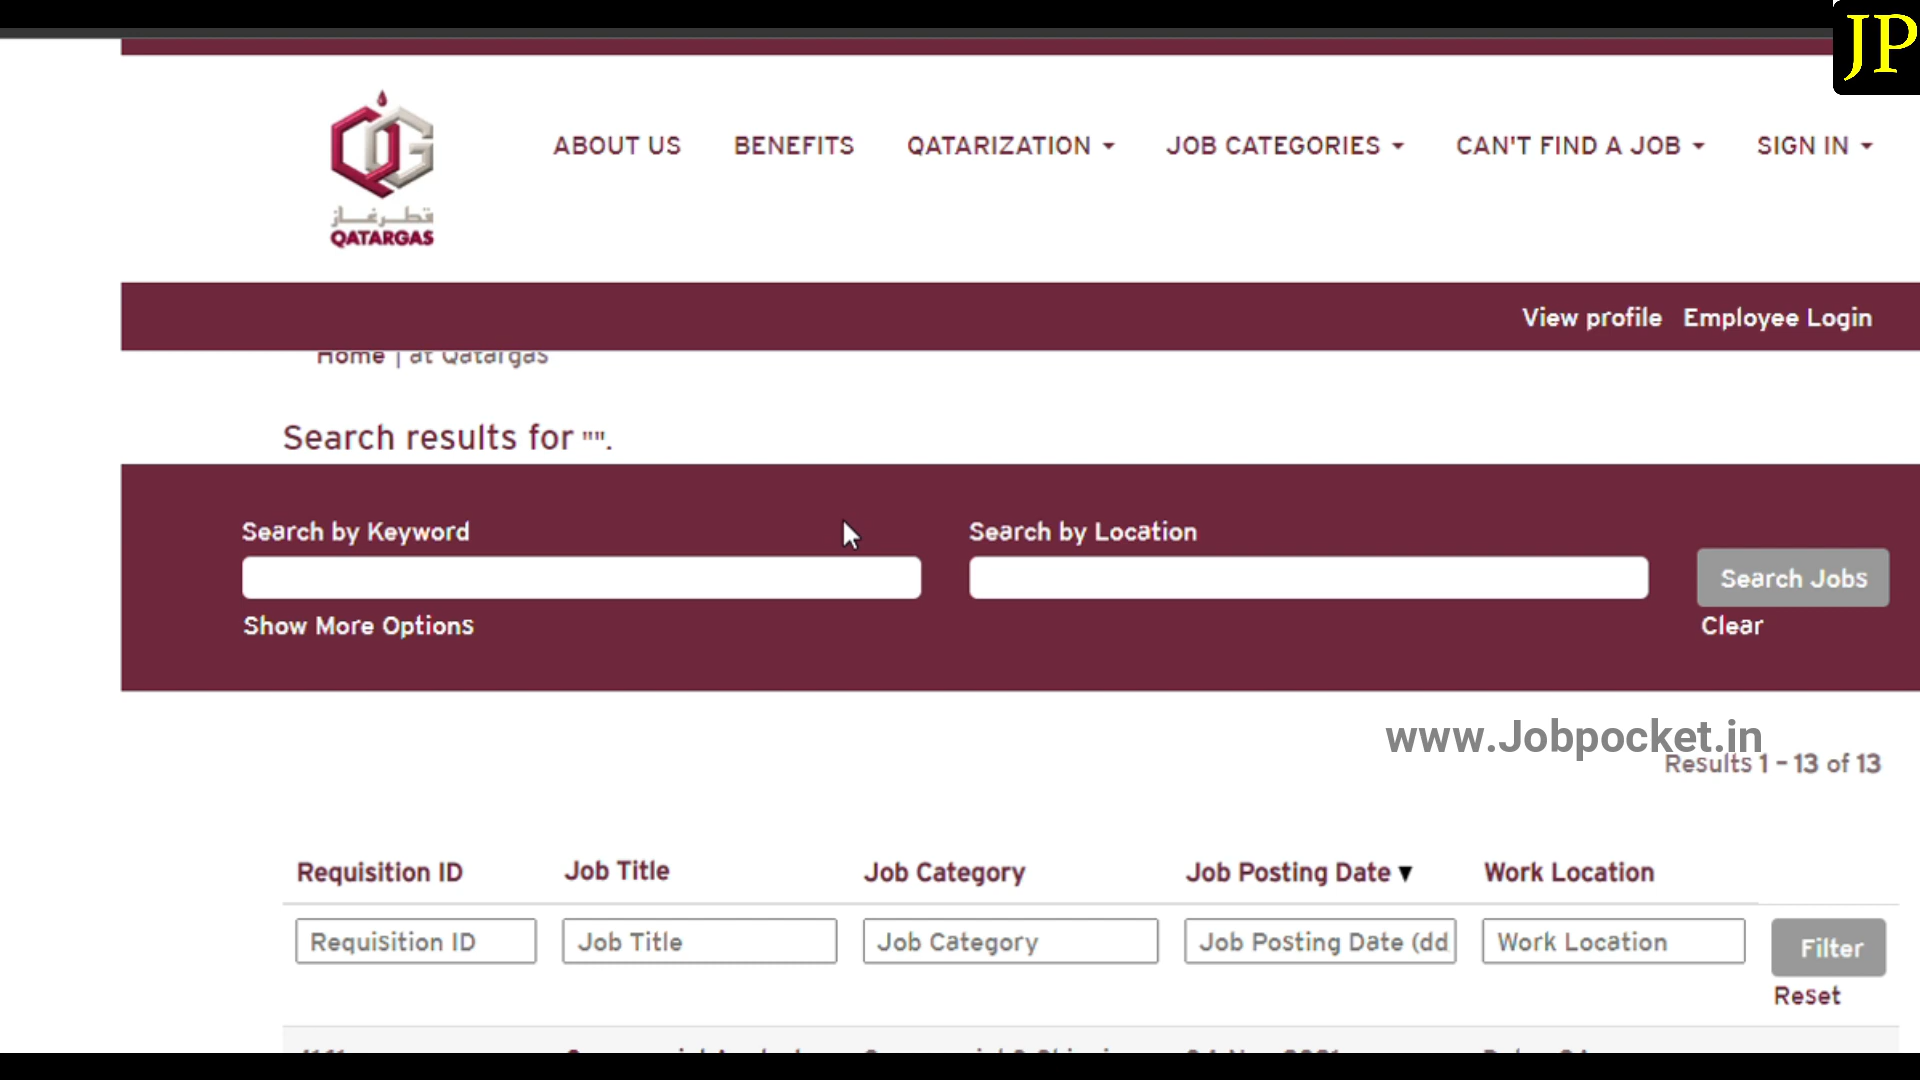 JP
قطرغاز
QATARGAS
ABOUT US BENEFITS QATARIZATION JOB CATEGORIES CAN'T FIND A JOB SIGN IN
View profile Employee Login
Home | at Qatargas
Search results for "".
Search by Keyword Search by Location
Search Jobs
Show More Options Clear
www.Jobpocket.in
Results 1 – 13 of 13
Requisition ID Job Title Job Category Job Posting Date ▼ Work Location
Requisition ID Job Title Job Category Job Posting Date (dd Work Location Filter
Reset